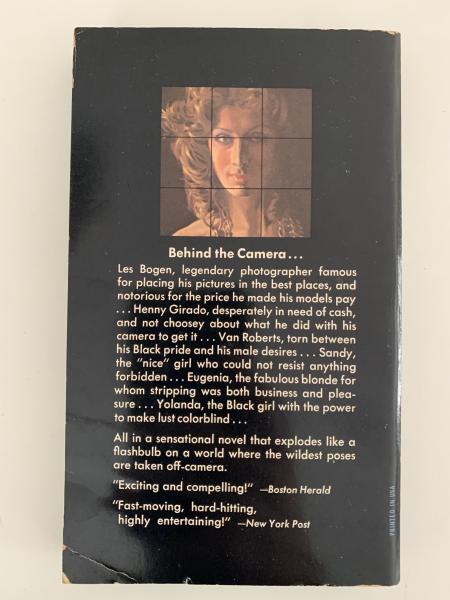 Behind the Camera...
Les Bogen, legendary photographer famous
for placing his pictures in the best places, and
notorious for the price he made his models pay
... Henny Girado, desperately in need of cash,
and not choosey about what he did with his
camera to get it ... Van Roberts, torn between
his Black pride and his male desires ... Sandy,
the "nice" girl who could not resist anything
forbidden ... Eugenia, the fabulous blonde for
whom stripping was both business and plea-
sure ... Yolanda, the Black girl with the power
to make lust colorblind ...
All in a sensational novel that explodes like a
flashbulb on a world where the wildest poses
are taken off-camera.
"Exciting and compelling!" —Boston Herald
"Fast-moving, hard-hitting,
highly entertaining!" —New York Post
PRINTED IN USA